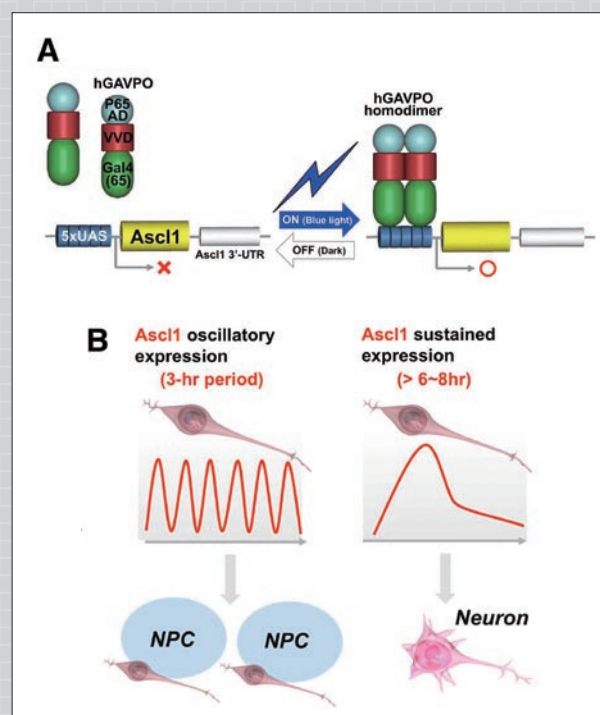 A
hGAVPO
P65
AD
VVD
Gal4
(65)
hGAVPO
homodimer
ON (Blue light)
OFF (Dark)
5xUAS
Ascl1
Ascl1 3'-UTR
B
Ascl1 oscillatory
expression
(3-hr period)
Ascl1 sustained
expression
(> 6~8hr)
NPC
NPC
Neuron